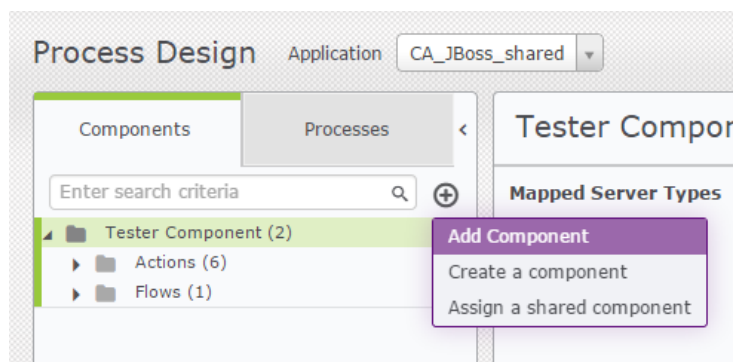 Process Design Application CA_JBoss_shared
Components Processes
Enter search criteria
Tester Component (2)
Actions (6)
Flows (1)
Tester
Mapped Server Types
Add Component
Create a component
Assign a shared component